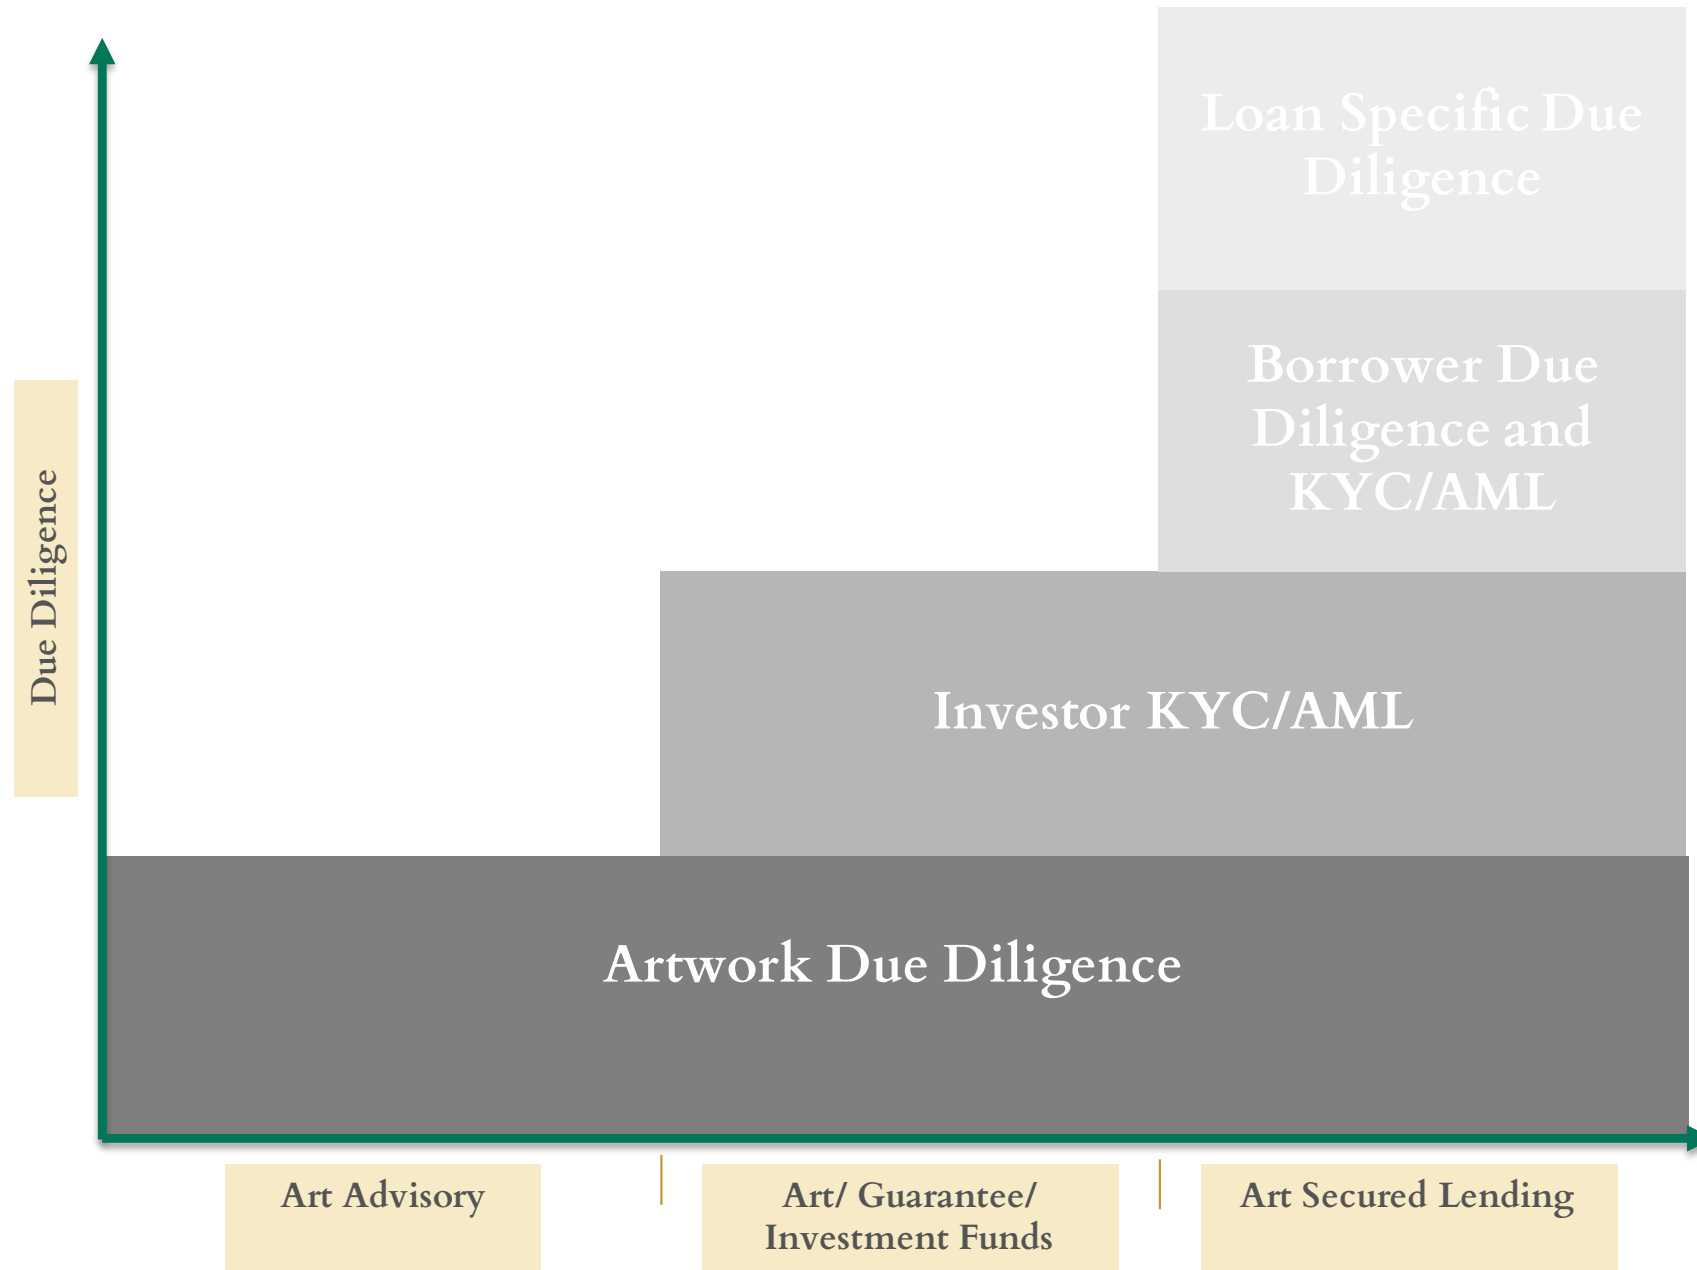 Loan Specific Due
Diligence
Borrower Due
Diligence and
KYC/AML
Due Diligence
Investor KYC/AML
Artwork Due Diligence
Art Advisory
Art/ Guarantee/
Investment Funds
Art Secured Lending